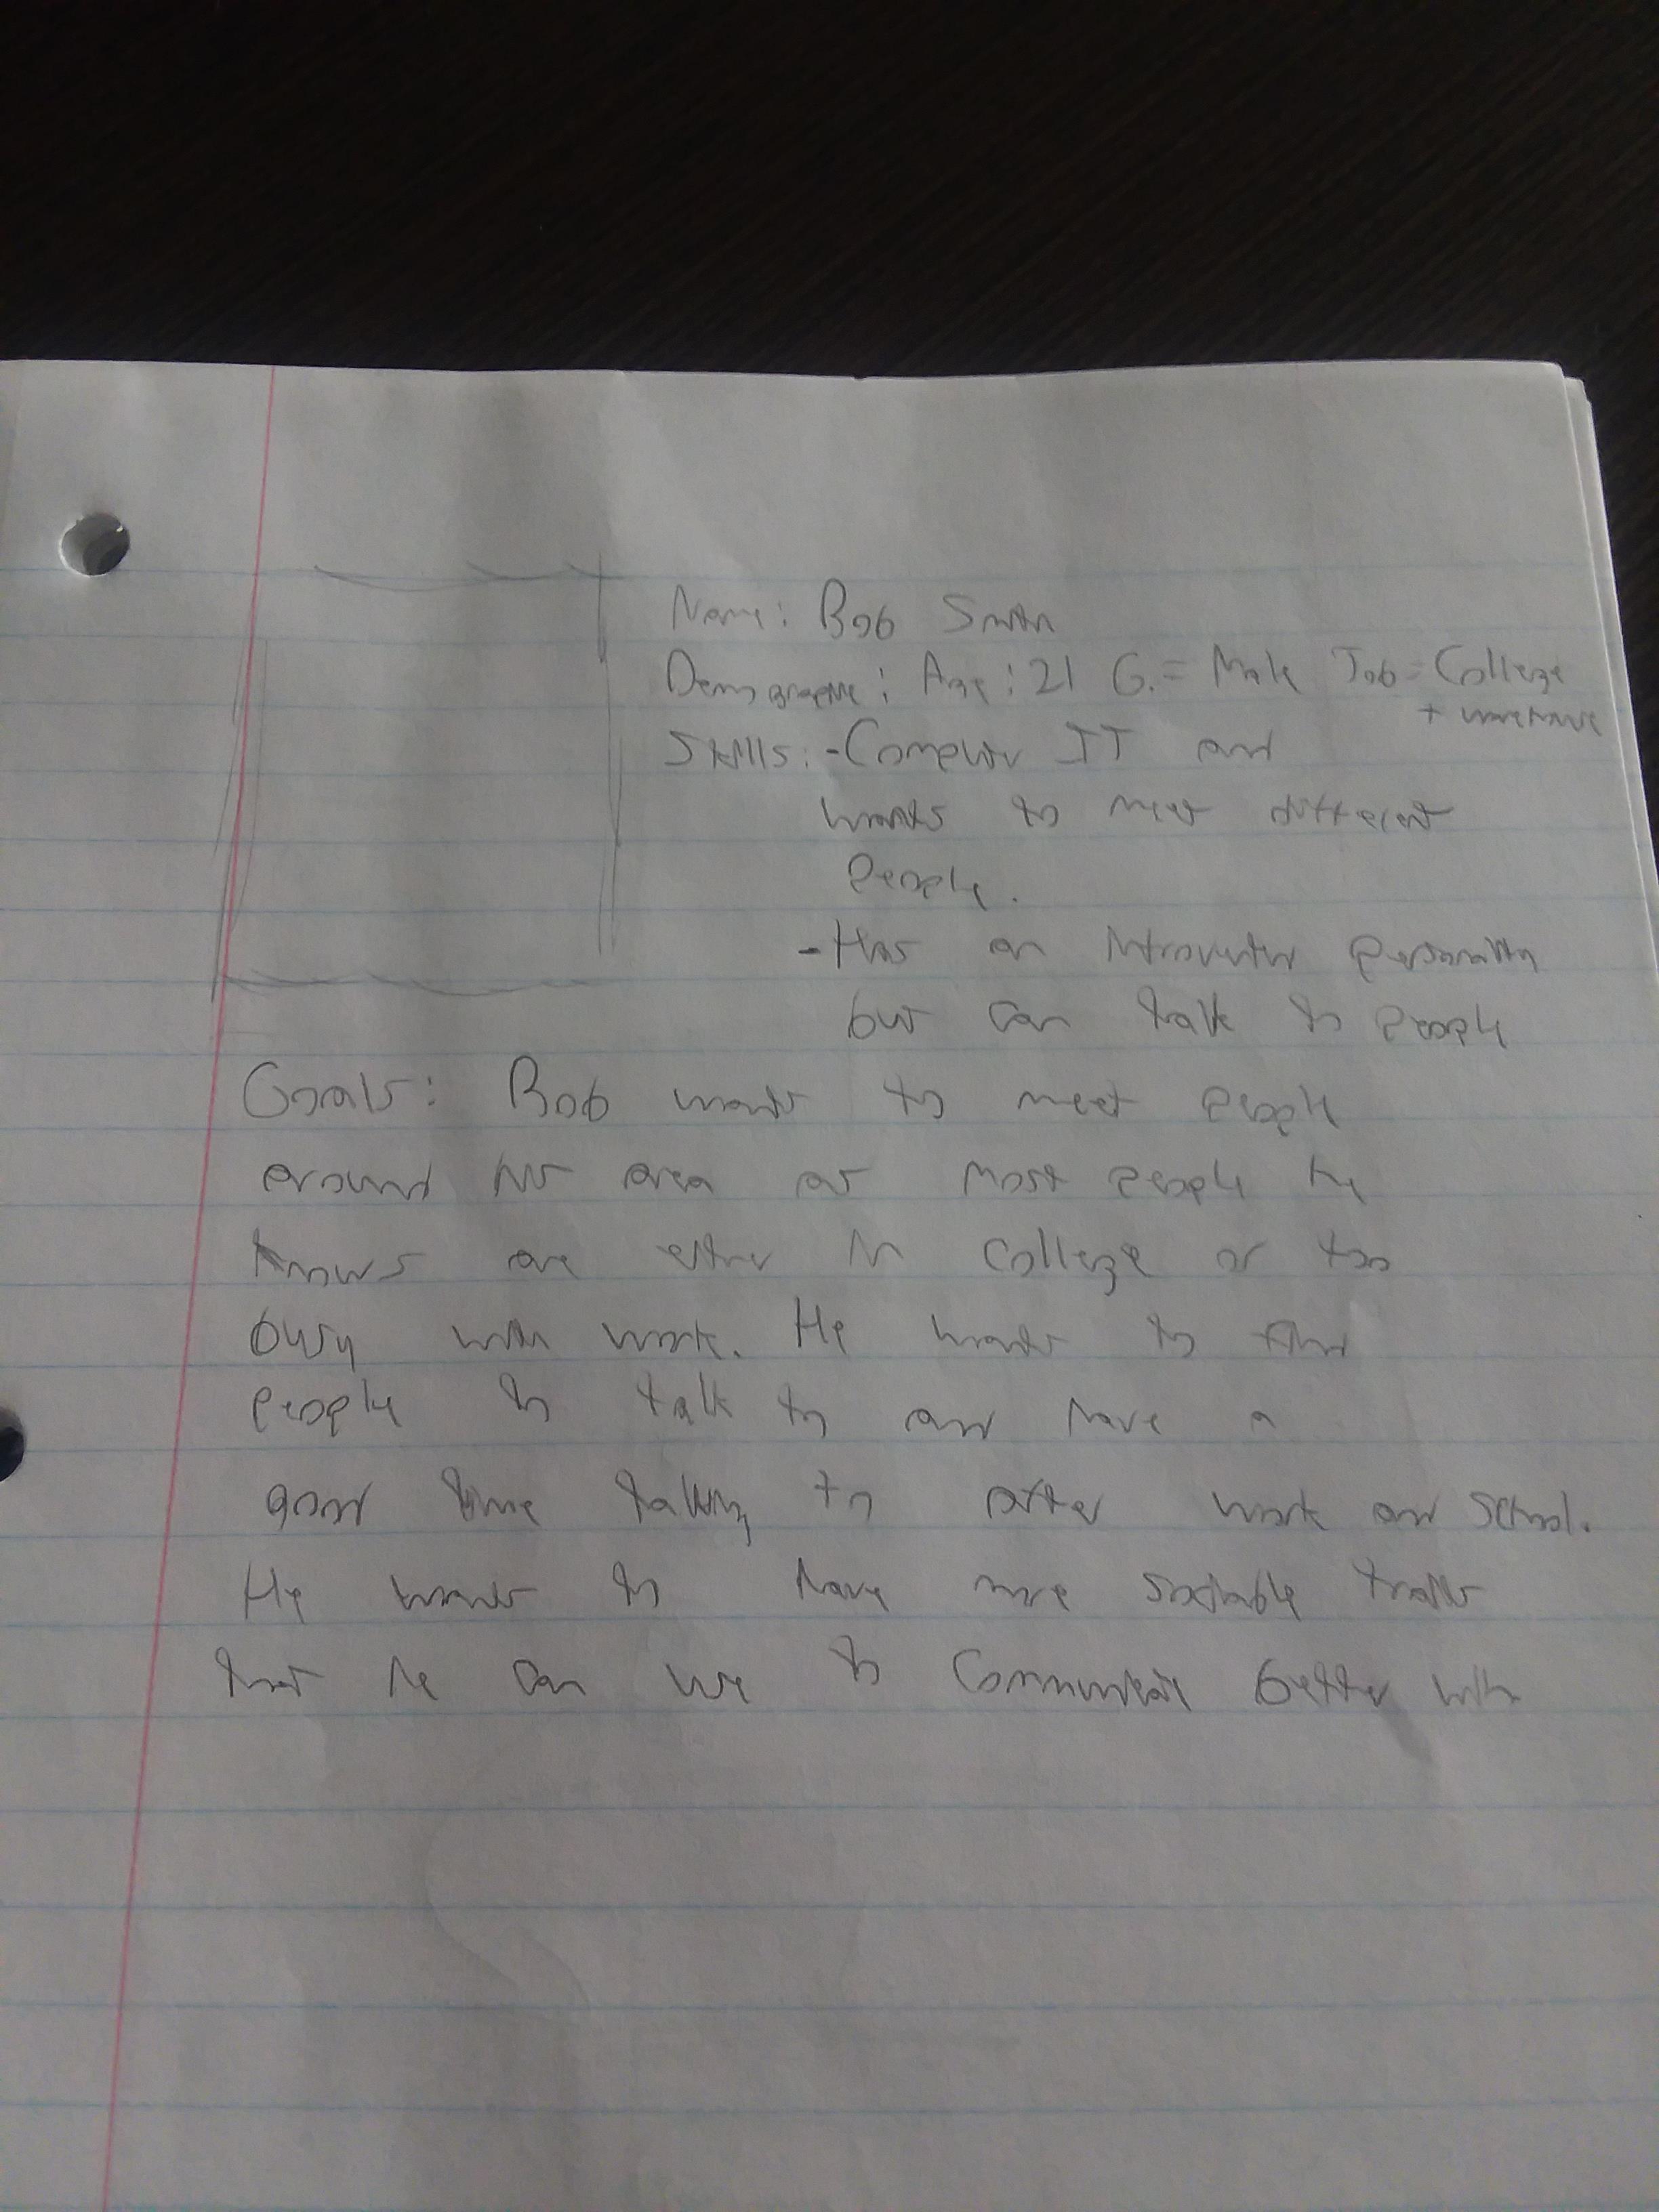 Name: Bob Smith
Demographic: Age: 21 G.= Male Job= College
+ 
Skills: -Computer IT and
wants to meet different
people.
-Has an introverted personality
but can talk to people
Goals: Bob wants to meet people
around his area as most people he
knows are either in college or too
busy with work. He wants to find
people to talk to and have a
good time talking to after work and school.
He wants to have more sociable traits
that he can use to communicate better with